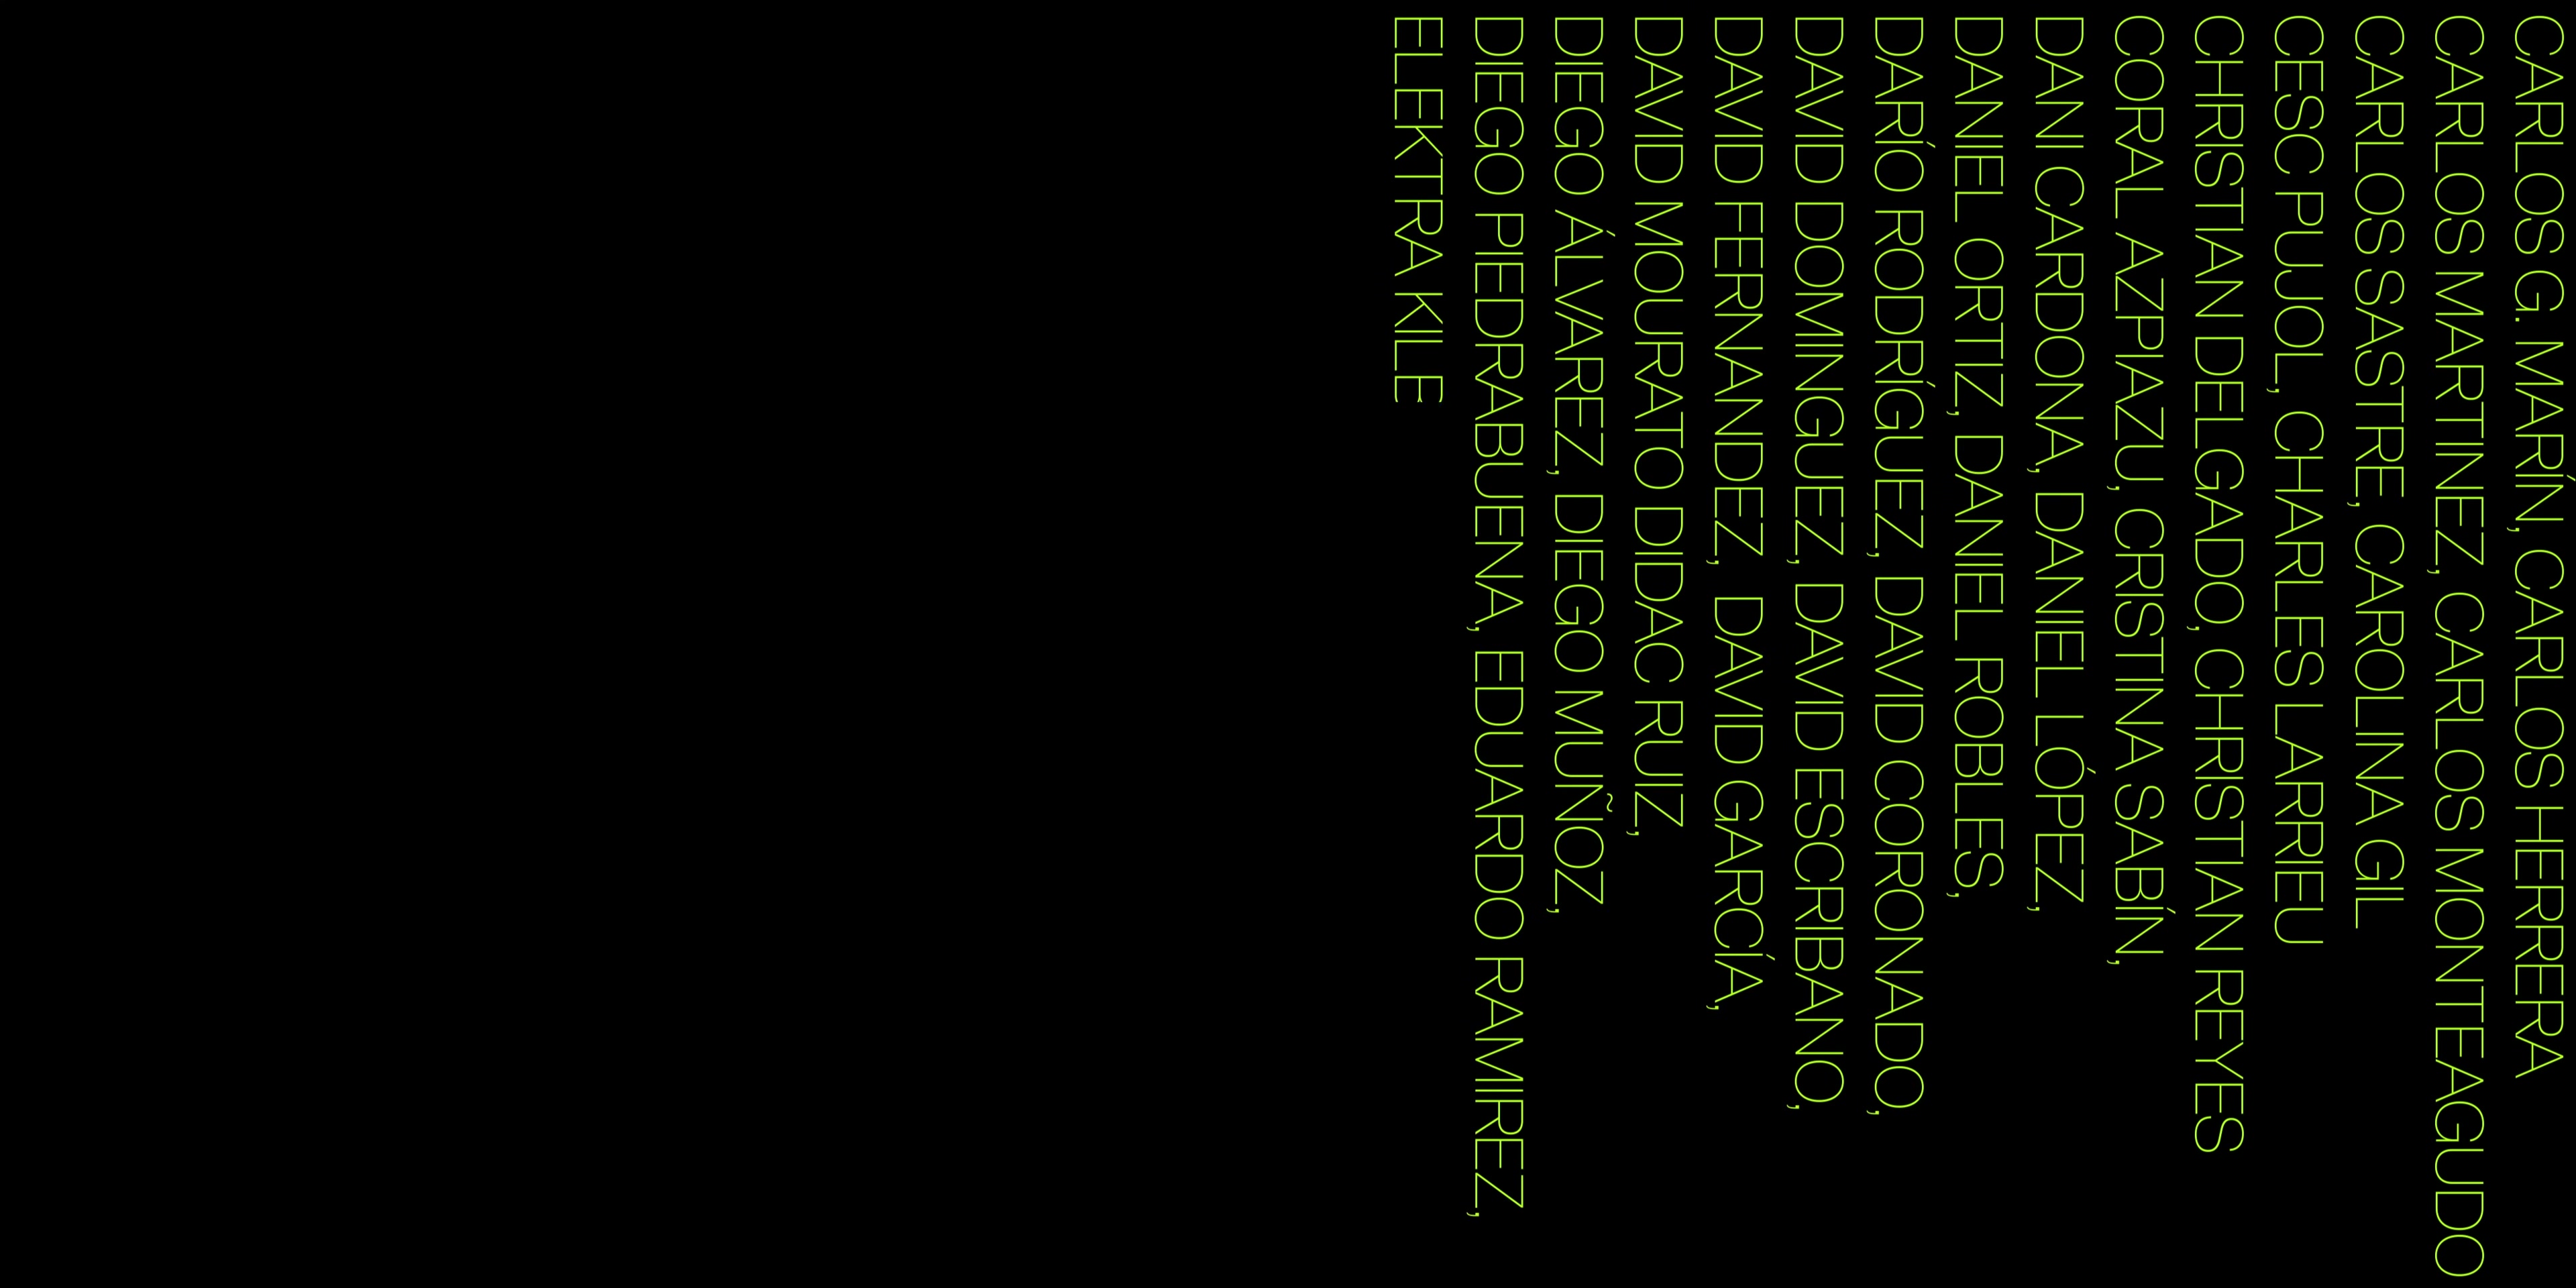 CARLOS G. MARÍN, CARLOS HERRERA
CARLOS MARTINEZ, CARLOS MONTEAGUDO
CARLOS SASTRE, CAROLINA GIL
CESC PUJOL, CHARLES LARRIEU
CHRISTIAN DELGADO, CHRISTIAN REYES
CORAL AZPIAZU, CRISTINA SABÍN,
DANI CARDONA, DANIEL LÓPEZ,
DANIEL ORTIZ, DANIEL ROBLES,
DARÍO RODRÍGUEZ, DAVID CORONADO,
DAVID DOMINGUEZ, DAVID ESCRIBANO,
DAVID FERNANDEZ, DAVID GARCÍA,
DAVID MOURATO DIDAC RUIZ,
DIEGO ÁLVAREZ, DIEGO MUÑOZ,
DIEGO PIEDRABUENA, EDUARDO RAMIREZ,
ELEKTRA